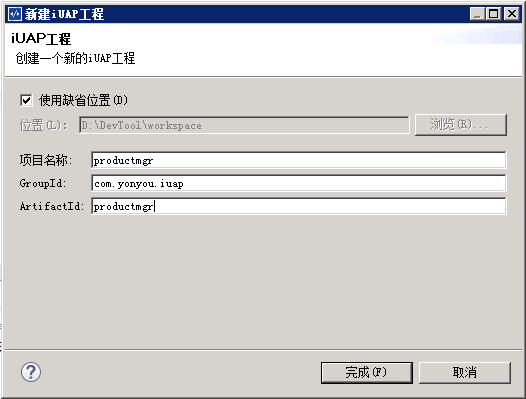 新建iUAP工程
iUAP工程
创建一个新的iUAP工程
使用缺省位置(D)
位置(L): D:\DevTool\workspace 浏览(R)...
项目名称: productmgr
GroupId: com.yonyou.iuap
ArtifactId: productmgr
? 完成(F) 取消